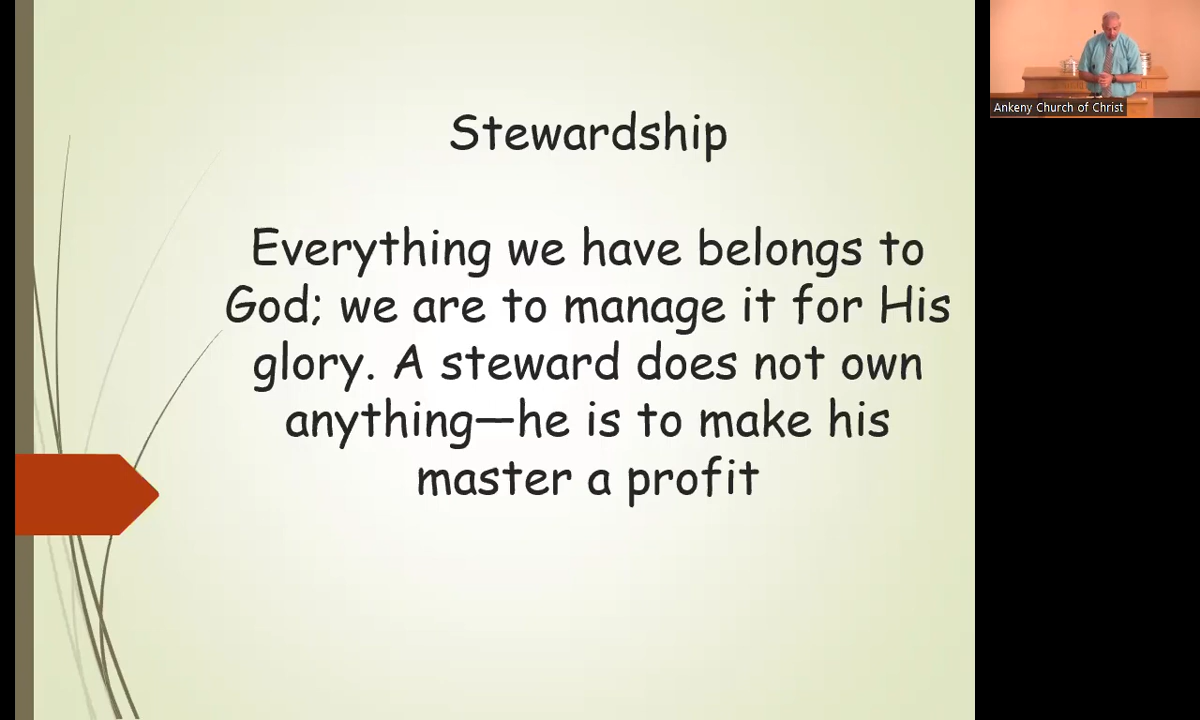 Stewardship
Everything we have belongs to
God; we are to manage it for His
glory. A steward does not own
anything—he is to make his
master a profit
Ankeny Church of Christ